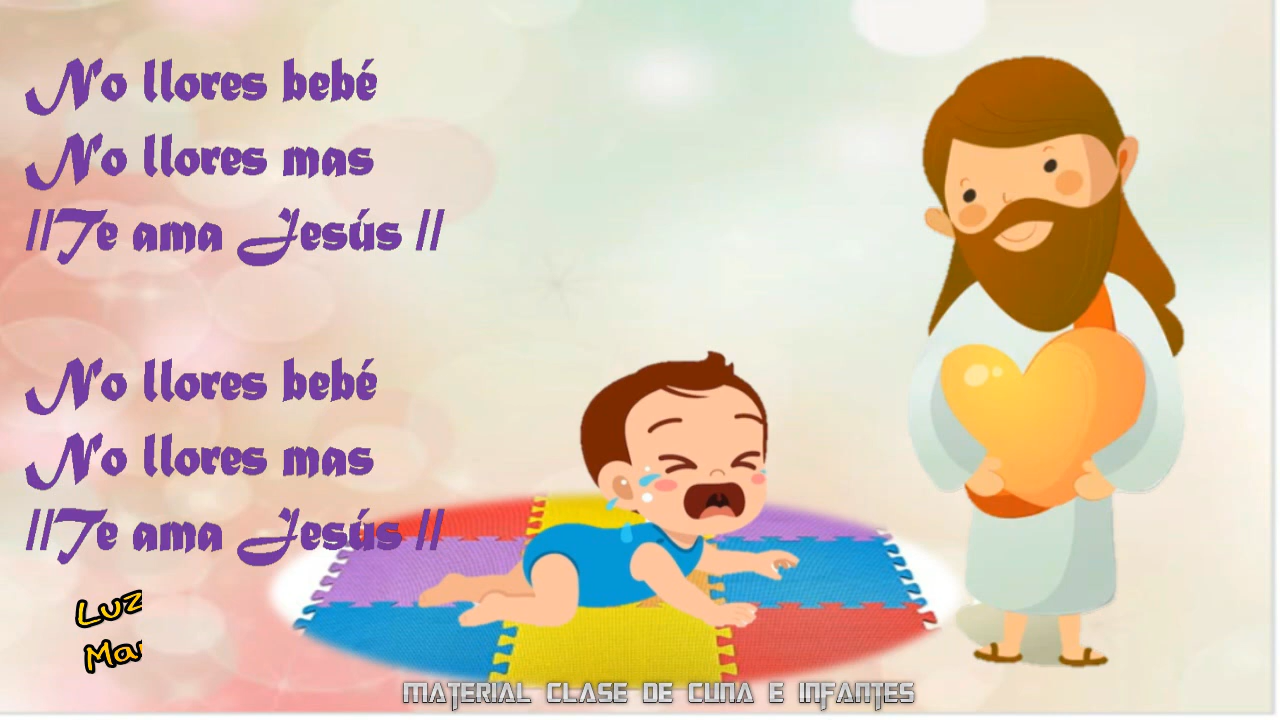 No llores bebé
No llores mas
//Te ama Jesús //
No llores bebé
No llores mas
//Te ama Jesús //
Luz
MATERIAL CLASE DE CUNA E INFANTES